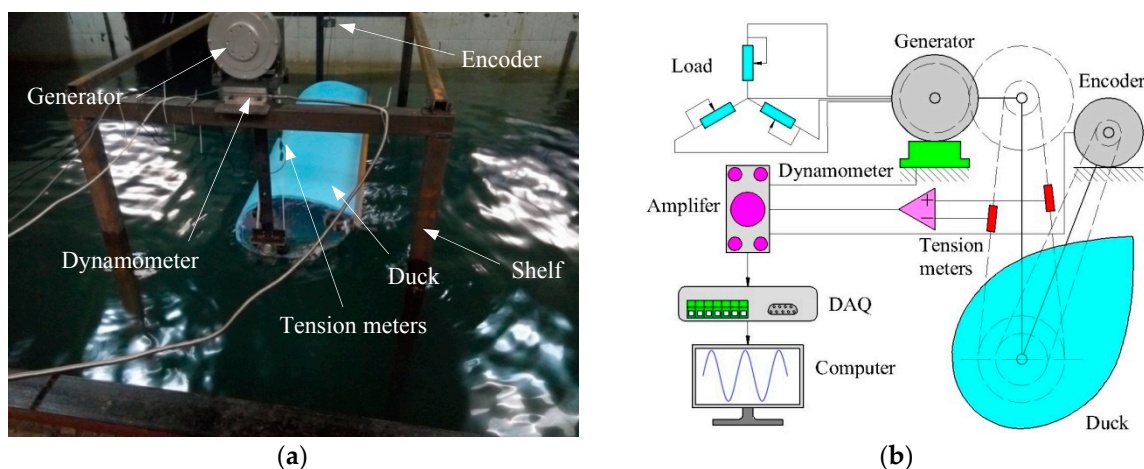 Encoder
Generator
Dynamometer
Duck
Shelf
Tension meters
(a)
Load
Generator
Encoder
Dynamometer
Amplifer
+
−
Tension
meters
DAQ
Computer
Duck
(b)